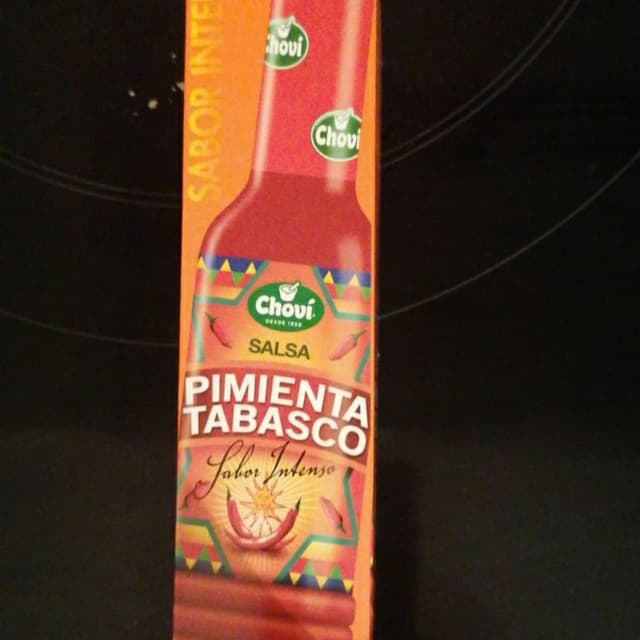 SABOR INTE
Choví
Choví
Choví
DESDE 1950
SALSA
PIMIENTA
TABASCO
Sabor Intenso